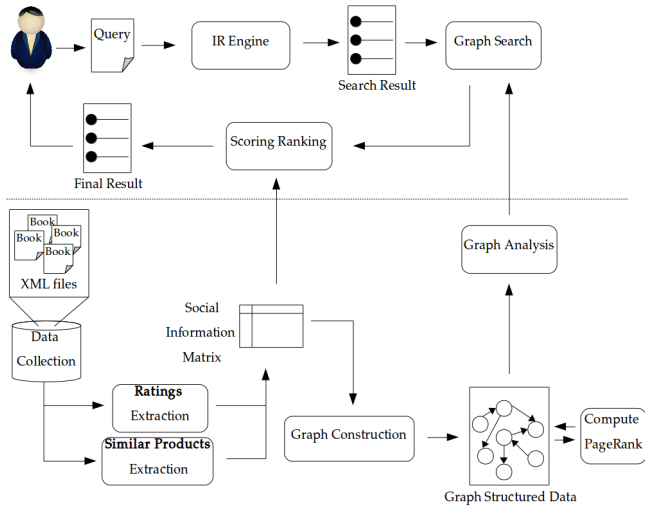 Query
IR Engine
Search Result
Graph Search
Final Result
Scoring Ranking
Book
Book
Book
Book
XML files
Data
Collection
Ratings
Extraction
Similar Products
Extraction
Social
Information
Matrix
Graph Construction
Graph Analysis
Graph Structured Data
Compute
PageRank